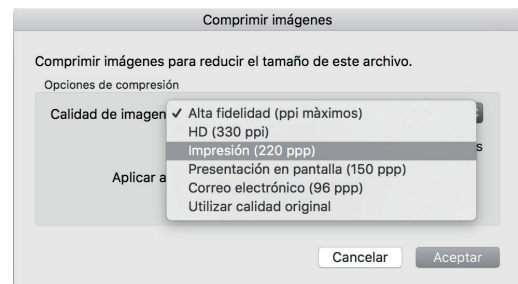 Comprimir imágenes
Comprimir imágenes para reducir el tamaño de este archivo.
Opciones de compresión
Calidad de imagen
✓ Alta fidelidad (ppi màximos)
HD (330 ppi)
Impresión (220 ppp)
Presentación en pantalla (150 ppp)
Correo electrónico (96 ppp)
Utilizar calidad original
s
Aplicar a
Cancelar
Aceptar